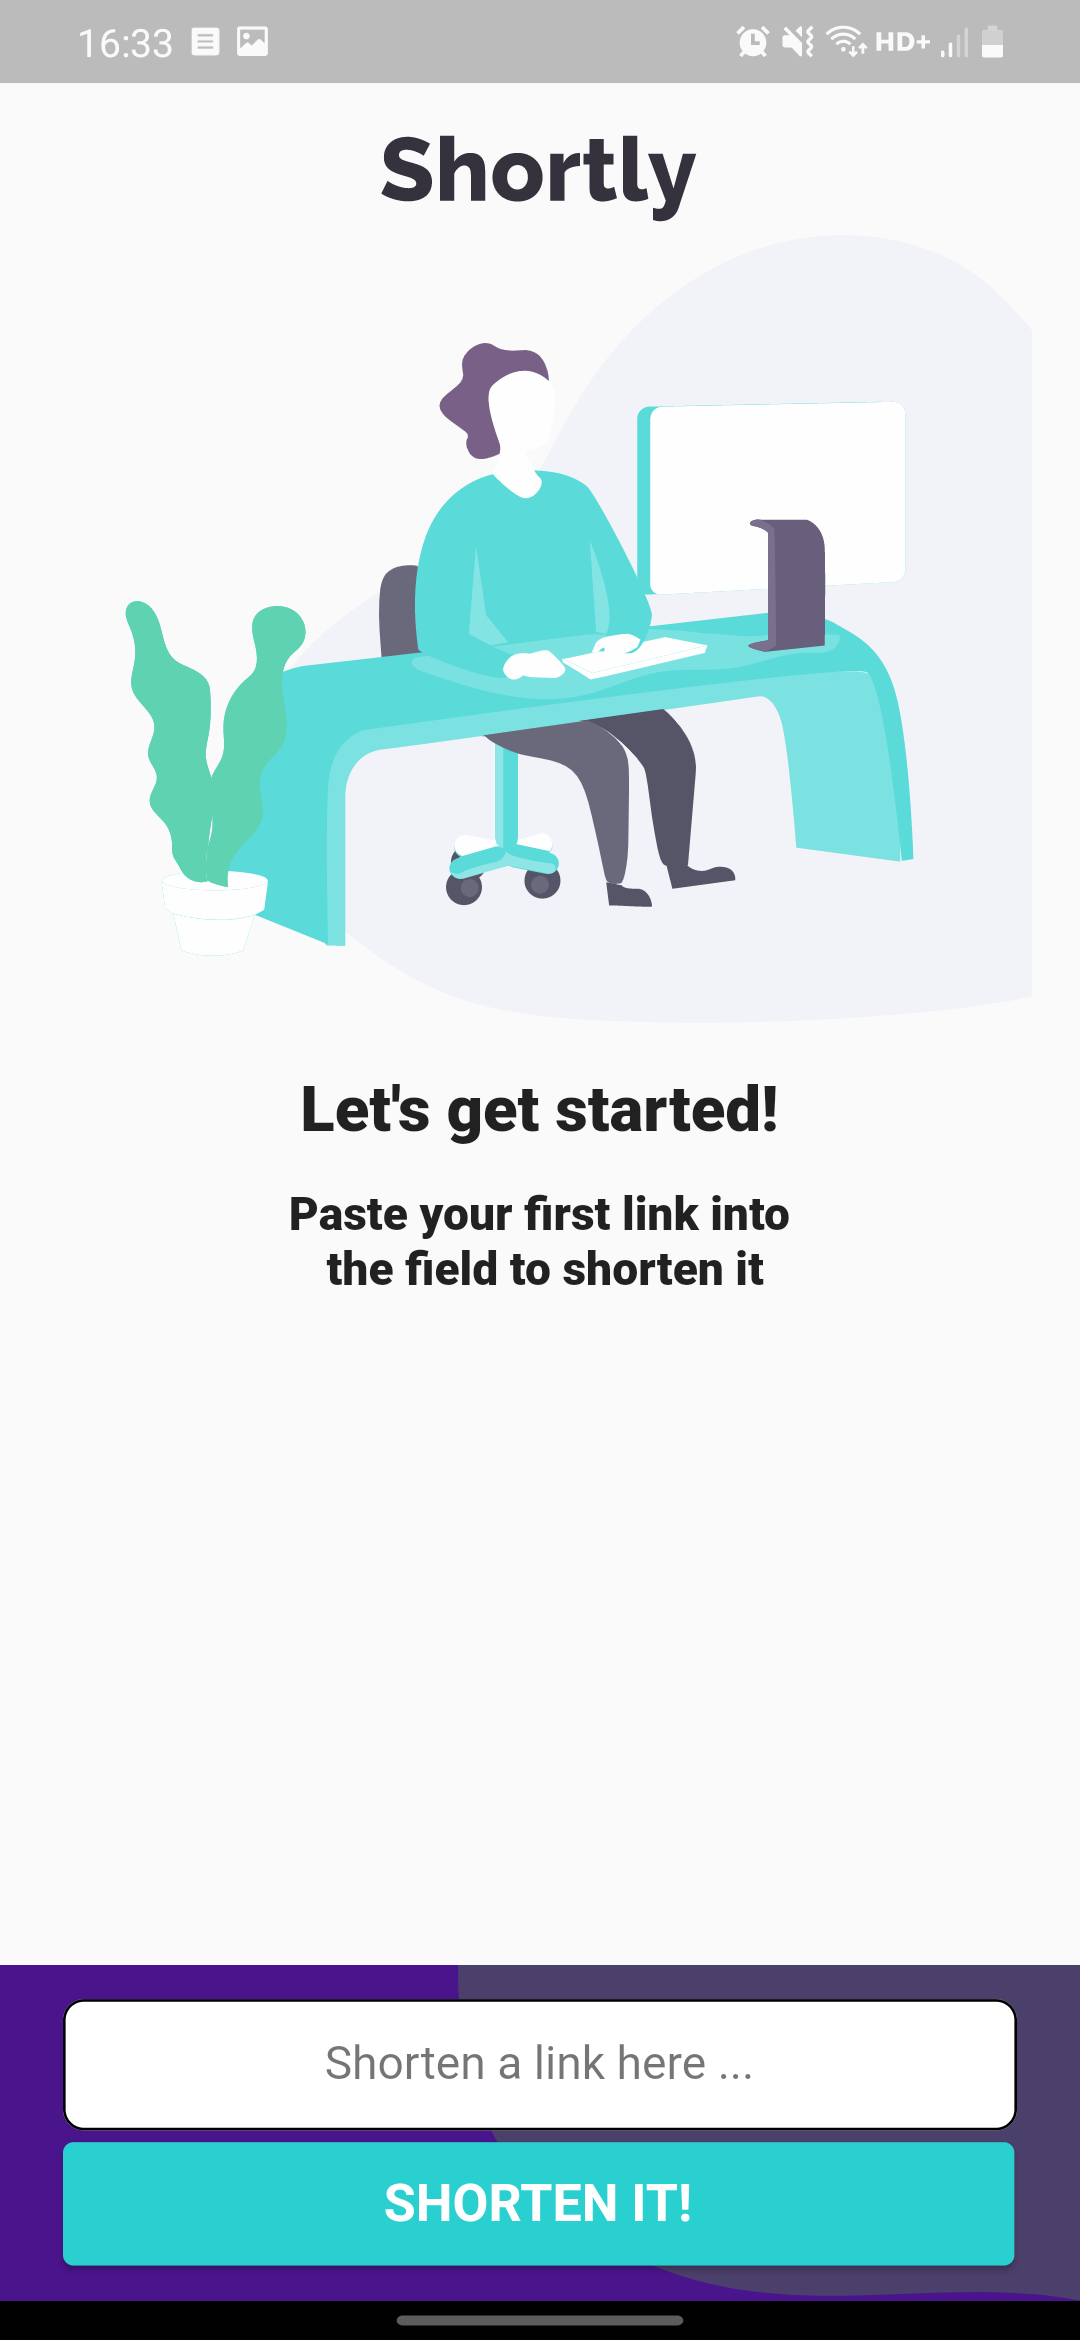 16:33
HD+
Shortly
Let's get started!
Paste your first link into
the field to shorten it
Shorten a link here ...
SHORTEN IT!